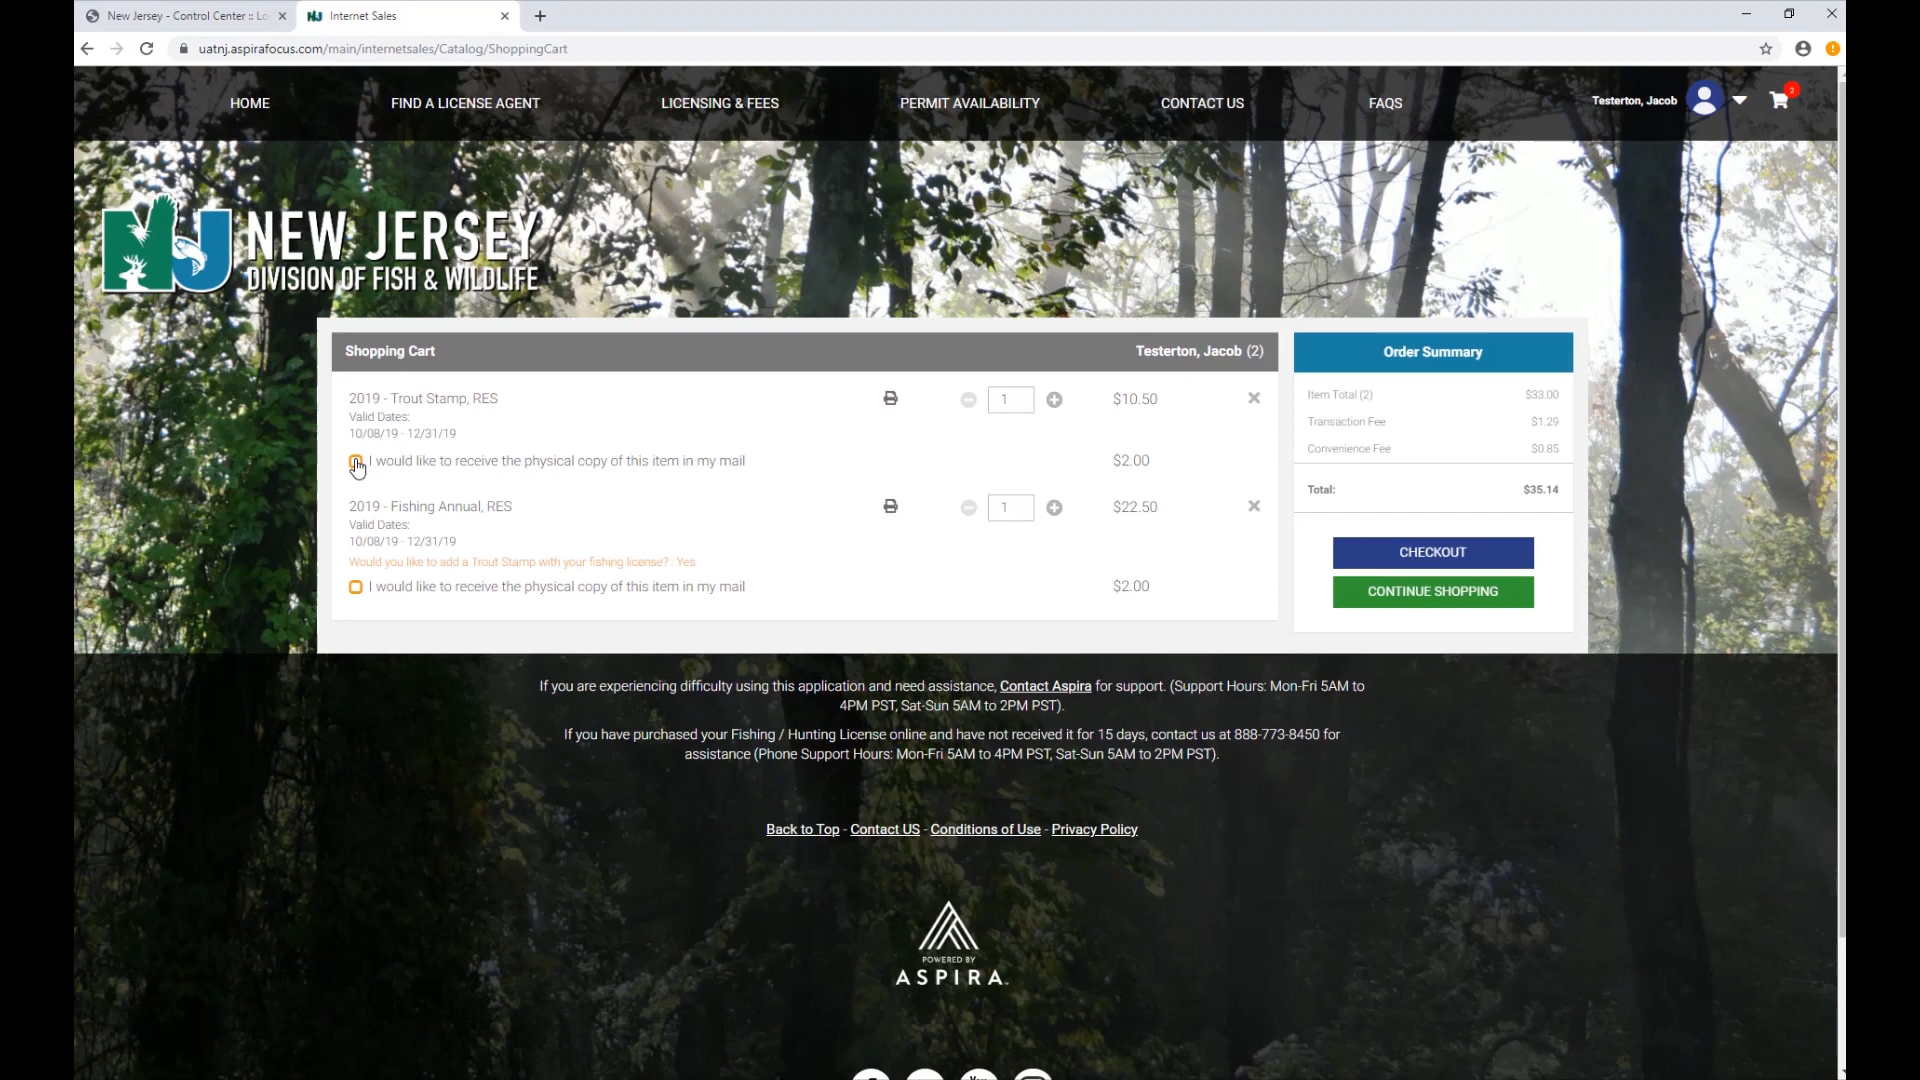 New Jersey - Control Center :: Lo
Internet Sales
uatnj.aspirafocus.com/main/internetsales/Catalog/ShoppingCart
HOME
FIND A LICENSE AGENT
LICENSING & FEES
PERMIT AVAILABILITY
CONTACT US
FAQS
Testerton, Jacob
2
NJ
NEW JERSEY
DIVISION OF FISH & WILDLIFE
Shopping Cart
Testerton, Jacob (2)
2019 - Trout Stamp, RES
1
$10.50
Valid Dates:
10/08/19 - 12/31/19
I would like to receive the physical copy of this item in my mail
$2.00
2019 - Fishing Annual, RES
1
$22.50
Valid Dates:
10/08/19 - 12/31/19
Would you like to add a Trout Stamp with your fishing license? : Yes
I would like to receive the physical copy of this item in my mail
$2.00
Order Summary
Item Total (2) $33.00
Transaction Fee $1.29
Convenience Fee $0.85
Total: $35.14
CHECKOUT
CONTINUE SHOPPING
If you are experiencing difficulty using this application and need assistance, Contact Aspira for support. (Support Hours: Mon-Fri 5AM to
4PM PST, Sat-Sun 5AM to 2PM PST).
If you have purchased your Fishing / Hunting License online and have not received it for 15 days, contact us at 888-773-8450 for
assistance (Phone Support Hours: Mon-Fri 5AM to 4PM PST, Sat-Sun 5AM to 2PM PST).
Back to Top - Contact US - Conditions of Use - Privacy Policy
POWERED BY
ASPIRA